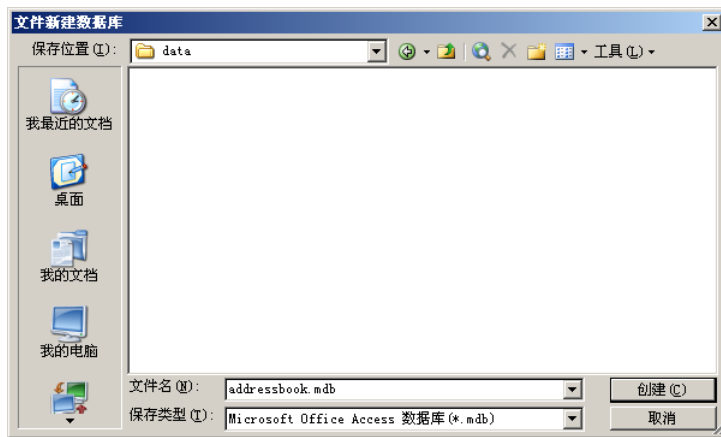 文件新建数据库
保存位置(I): data 工具(L)
我最近的文档
桌面
我的文档
我的电脑
文件名(N): addressbook.mdb 创建(C)
保存类型(T): Microsoft Office Access 数据库(*.mdb) 取消